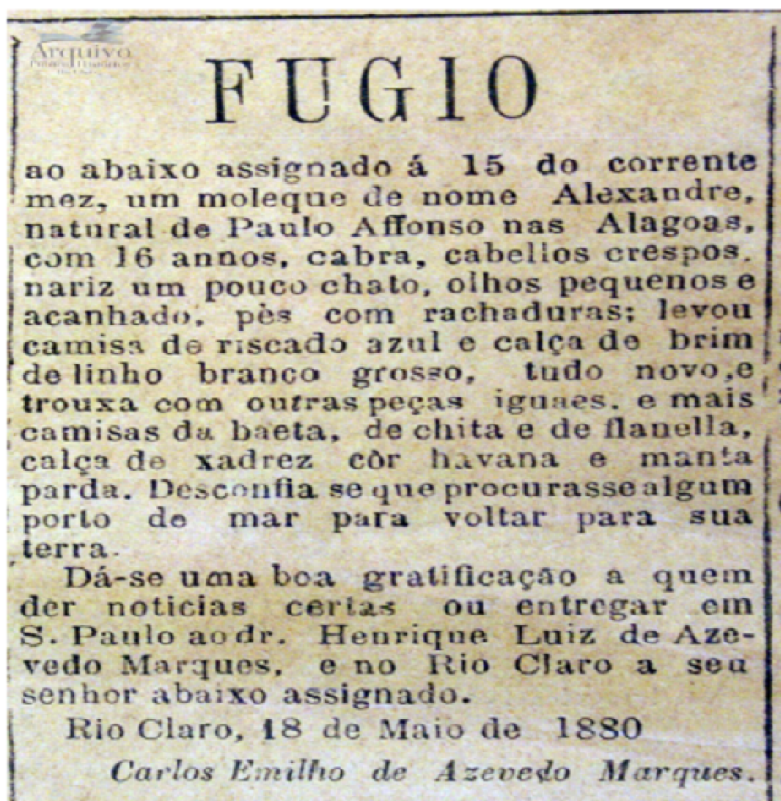 Arquivo
FUGIO
ao abaixo assignado á 15 do corrente
mez, um moleque de nome Alexandre,
natural de Paulo Affonso nas Alagoas,
com 16 annos, cabra, cabellos crespos.
nariz um pouco chato, olhos pequenos e
acanhado, pès com rachaduras; levou
camisa de riscado azul e calça de brim
de linho branco grosso, tudo novo, e
trouxa com outras peças iguaes. e mais
camisas da baeta, de chita e de flanella,
calça de xadrez côr havana e manta
parda. Desconfia se que procurasse algum
porto de mar para voltar para sua
terra.
Dá-se uma boa gratificação a quem
der noticias certas ou entregar em
S. Paulo ao dr. Henrique Luiz de Aze-
vedo Marques, e no Rio Claro a seu
senhor abaixo assignado.
Rio Claro, 18 de Maio de 1880
Carlos Emilho de Azevedo Marques.